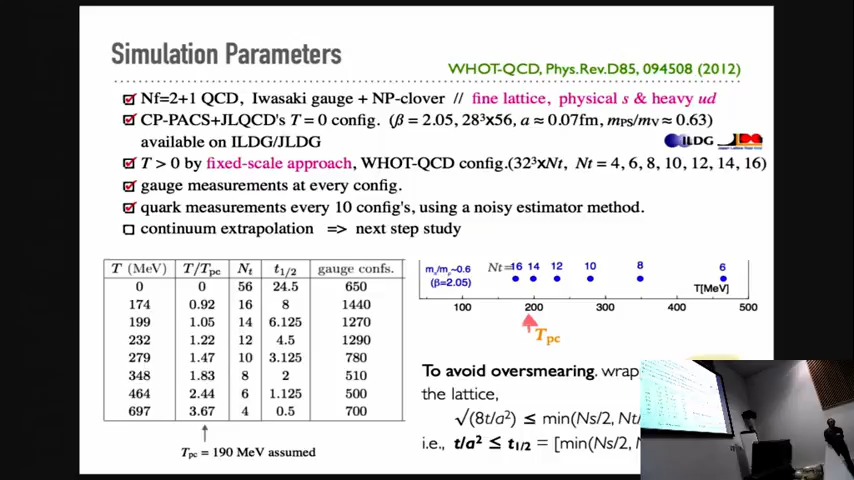 Simulation Parameters
WHOT-QCD, Phys.Rev.D85, 094508 (2012)
☑ Nf=2+1 QCD, Iwasaki gauge + NP-clover // fine lattice, physical s & heavy ud
☑ CP-PACS+JLQCD's T = 0 config. (β = 2.05, 28³x56, a ≈ 0.07fm, mPS/mV ≈ 0.63)
available on ILDG/JLDG
ILDG
☑ T > 0 by fixed-scale approach, WHOT-QCD config.(32³xNt, Nt = 4, 6, 8, 10, 12, 14, 16)
☑ gauge measurements at every config.
☑ quark measurements every 10 config's, using a noisy estimator method.
☐ continuum extrapolation => next step study
T (MeV) T/Tpc Nt t1/2 gauge confs.
0 0 56 24.5 650
174 0.92 16 8 1440
199 1.05 14 6.125 1270
232 1.22 12 4.5 1290
279 1.47 10 3.125 780
348 1.83 8 2 510
464 2.44 6 1.125 500
697 3.67 4 0.5 700
Tpc = 190 MeV assumed
Nt=16 14 12 10 8 6
(β=2.05)
T[MeV]
100 200 300 400 500
Tpc
To avoid oversmearing. wrap
the lattice,
√(8t/a²) ≤ min(Ns/2, Nt/
i.e., t/a² ≤ t1/2 = [min(Ns/2, N